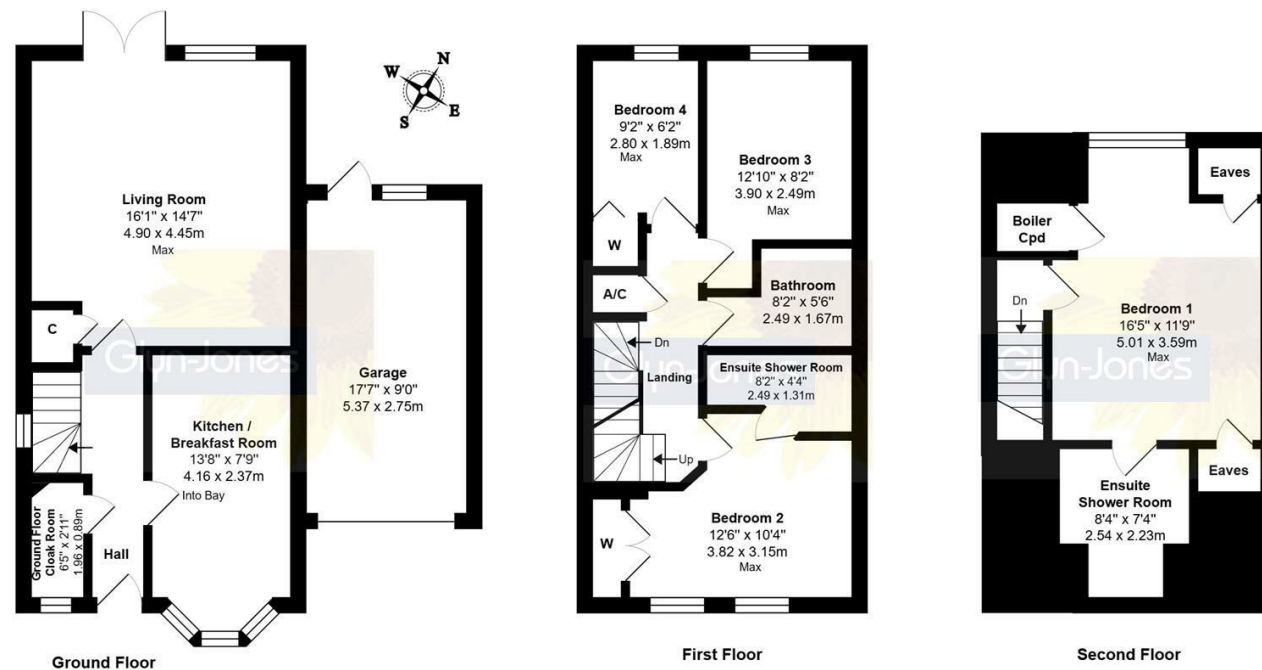 N
W
E
S
Living Room
16'1" x 14'7"
4.90 x 4.45m
Max
C
Glyn-Jones
Garage
17'7" x 9'0"
5.37 x 2.75m
Kitchen /
Breakfast Room
13'8" x 7'9"
4.16 x 2.37m
Into Bay
Ground Floor
Cloak Room
6'5" x 2'11"
1.96 x 0.89m
Hall
Ground Floor
Bedroom 4
9'2" x 6'2"
2.80 x 1.89m
Max
Bedroom 3
12'10" x 8'2"
3.90 x 2.49m
Max
W
A/C
Bathroom
8'2" x 5'6"
2.49 x 1.67m
Dn
Landing
Ensuite Shower Room
8'2" x 4'4"
2.49 x 1.31m
Up
Bedroom 2
12'6" x 10'4"
3.82 x 3.15m
Max
W
First Floor
Eaves
Boiler
Cpd
Dn
Bedroom 1
16'5" x 11'9"
5.01 x 3.59m
Max
Glyn-Jones
Eaves
Ensuite
Shower Room
8'4" x 7'4"
2.54 x 2.23m
Second Floor